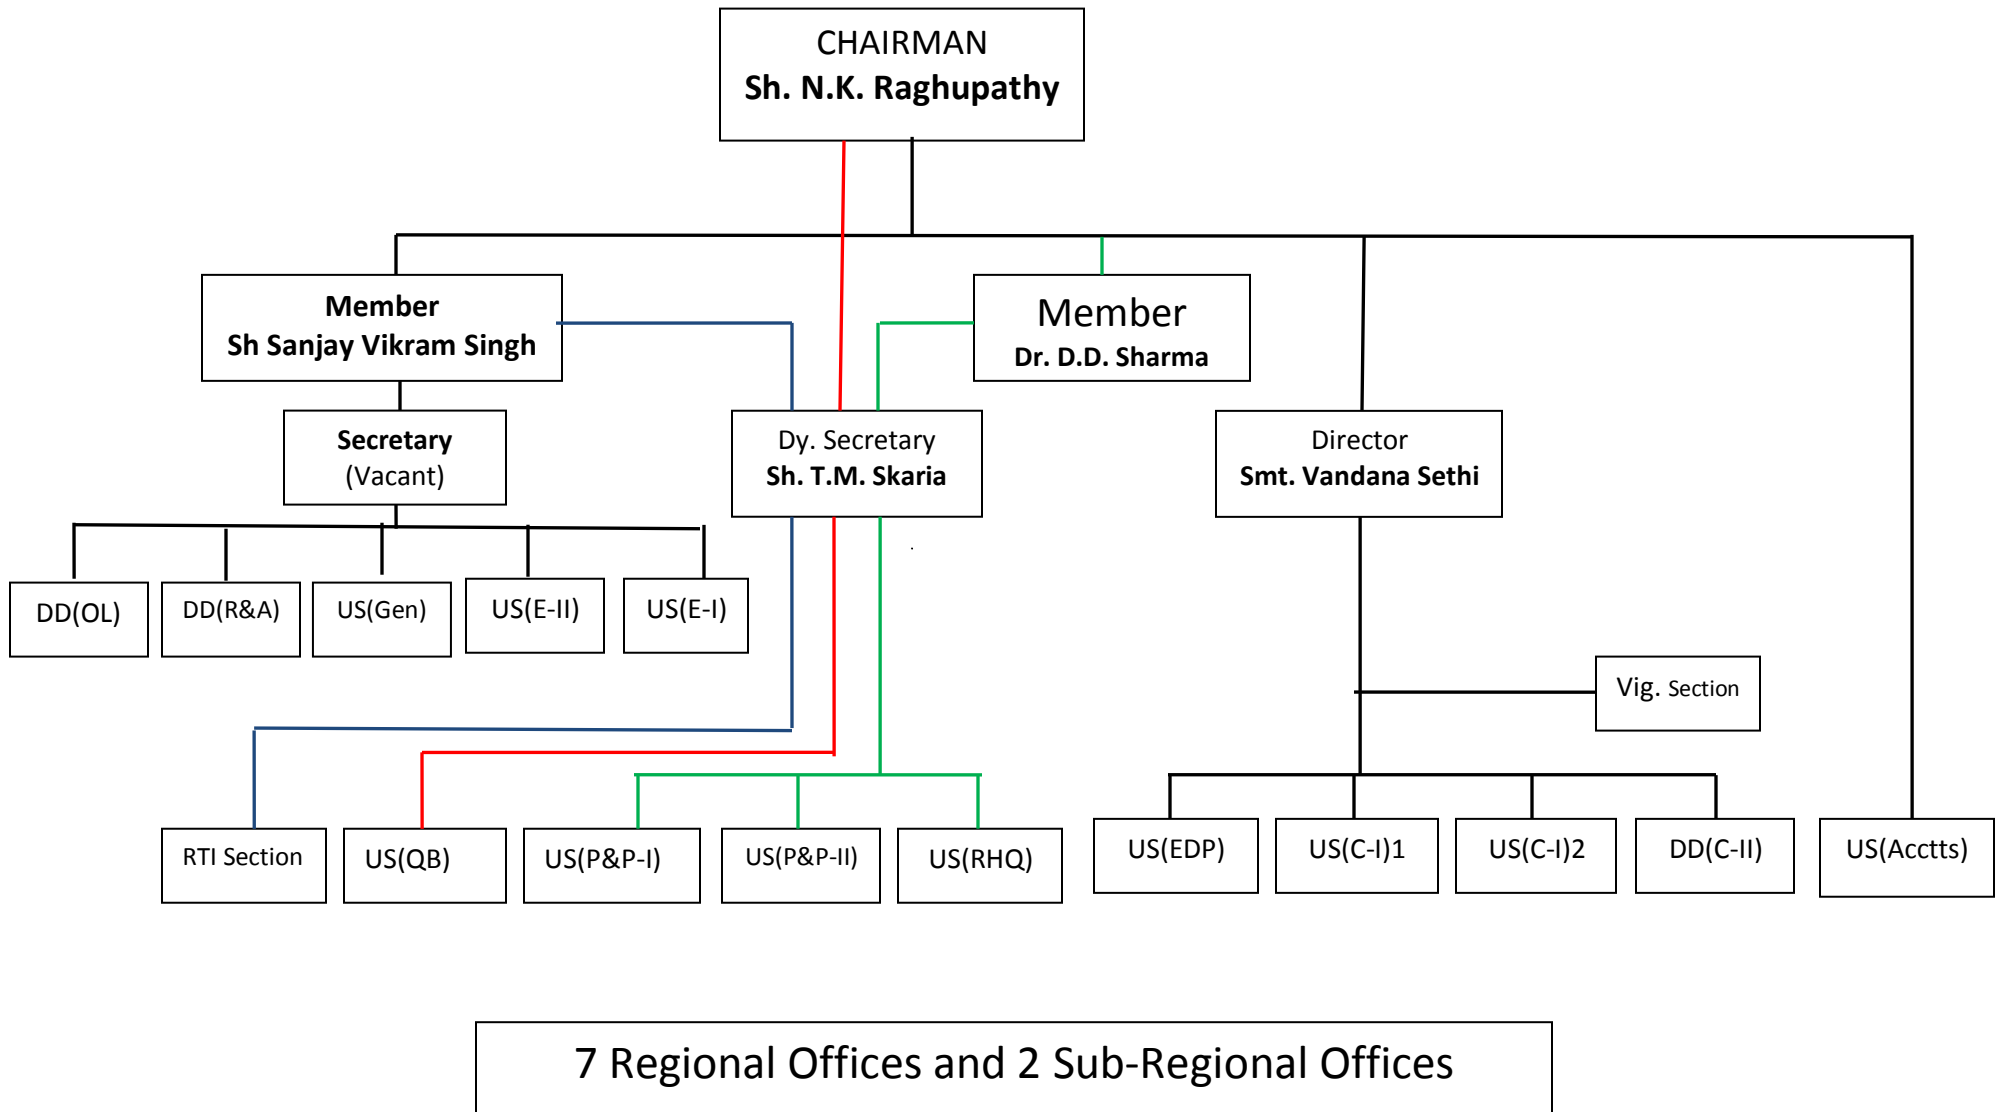 CHAIRMAN
Sh. N.K. Raghupathy
Member
Sh Sanjay Vikram Singh
Member
Dr. D.D. Sharma
Secretary
(Vacant)
Dy. Secretary
Sh. T.M. Skaria
Director
Smt. Vandana Sethi
.
DD(OL)
DD(R&A)
US(Gen)
US(E-II)
US(E-I)
Vig. Section
RTI Section
US(QB)
US(P&P-I)
US(P&P-II)
US(RHQ)
US(EDP)
US(C-I)1
US(C-I)2
DD(C-II)
US(Acctts)
7 Regional Offices and 2 Sub-Regional Offices